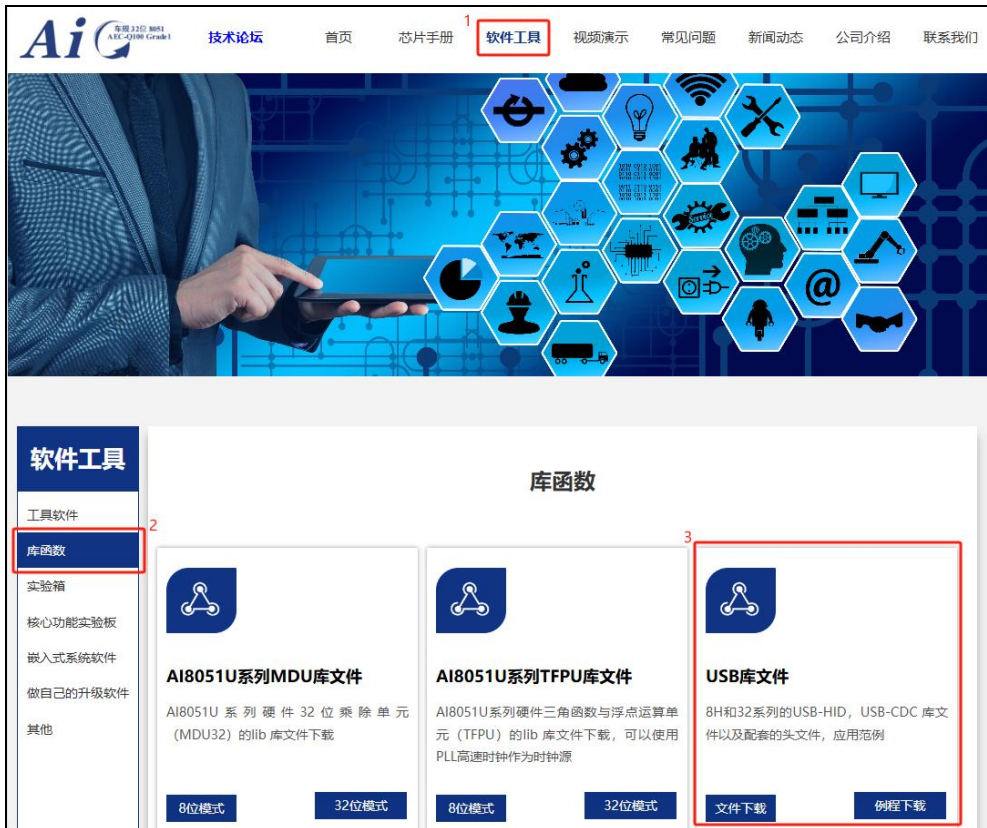 Ai
车规 32位 8051
AEC-Q100 Grade1
技术论坛
首页
芯片手册
1
软件工具
视频演示
常见问题
新闻动态
公司介绍
联系我们
Service
@
软件工具
工具软件
2
库函数
实验箱
核心功能实验板
嵌入式系统软件
做自己的升级软件
其他
库函数
AI8051U系列MDU库文件
AI8051U 系 列 硬 件 32 位 乘 除 单 元
（MDU32）的lib 库文件下载
8位模式
32位模式
AI8051U系列TFPU库文件
AI8051U系列硬件三角函数与浮点运算单
元（TFPU）的lib 库文件下载，可以使用
PLL高速时钟作为时钟源
8位模式
32位模式
3
USB库文件
8H和32系列的USB-HID，USB-CDC 库文
件以及配套的头文件，应用范例
文件下载
例程下载